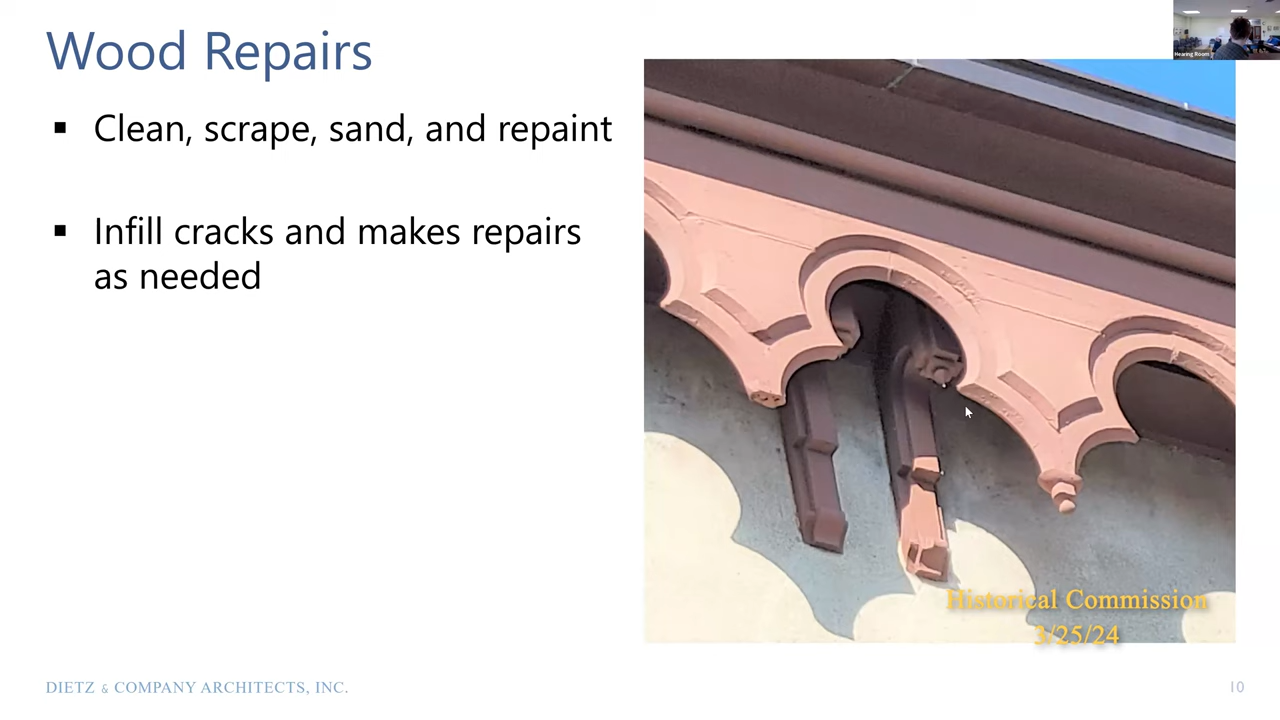 Wood Repairs
Hearing Room
▪ Clean, scrape, sand, and repaint
▪ Infill cracks and makes repairs
as needed
Historical Commission
3/25/24
DIETZ & COMPANY ARCHITECTS, INC.
10